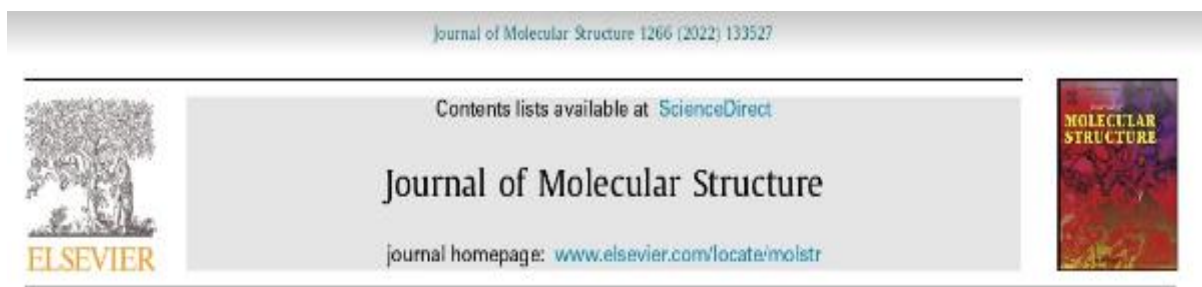 Journal of Molecular Structure 1266 (2022) 133527
Contents lists available at ScienceDirect
MOLECULAR
STRUCTURE
Journal of Molecular Structure
journal homepage: www.elsevier.com/locate/molstr
ELSEVIER